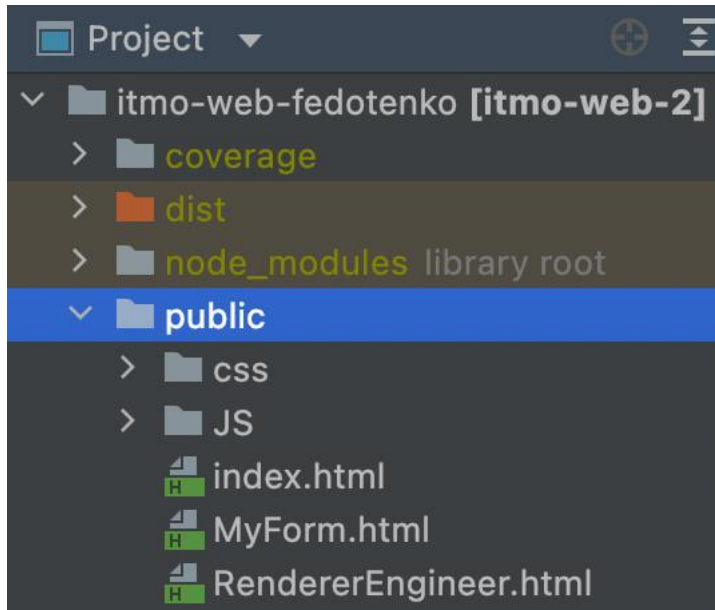 Project
itmo-web-fedotenko [itmo-web-2]
coverage
dist
node_modules library root
public
css
JS
H index.html
H MyForm.html
H RendererEngineer.html